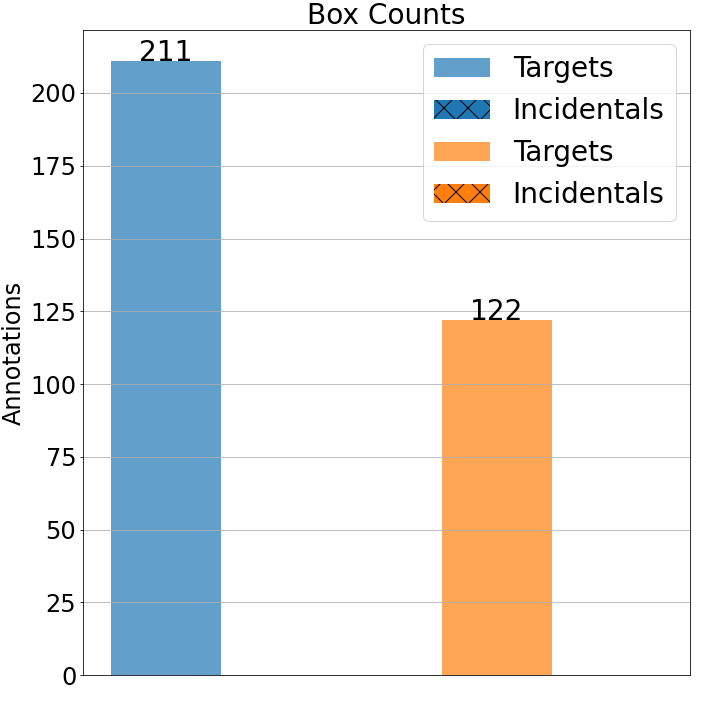 Box Counts
211
122
Targets
Incidentals
Targets
Incidentals
Annotations
200
175
150
125
100
75
50
25
0